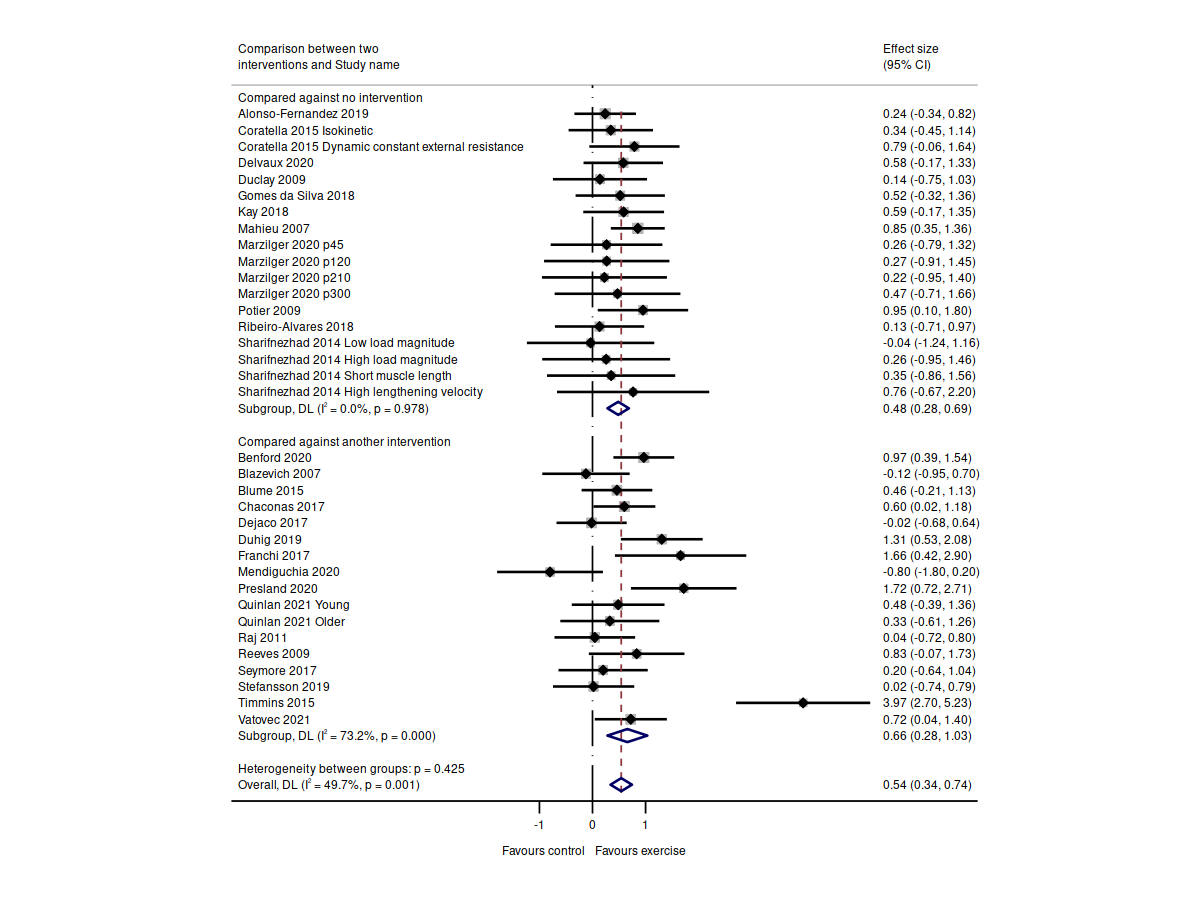 Comparison between two Effect size
interventions and Study name (95% CI)
Compared against no intervention
Alonso-Fernandez 2019 0.24 (-0.34, 0.82)
Coratella 2015 Isokinetic 0.34 (-0.45, 1.14)
Coratella 2015 Dynamic constant external resistance 0.79 (-0.06, 1.64)
Delvaux 2020 0.58 (-0.17, 1.33)
Duclay 2009 0.14 (-0.75, 1.03)
Gomes da Silva 2018 0.52 (-0.32, 1.36)
Kay 2018 0.59 (-0.17, 1.35)
Mahieu 2007 0.85 (0.35, 1.36)
Marzilger 2020 p45 0.26 (-0.79, 1.32)
Marzilger 2020 p120 0.27 (-0.91, 1.45)
Marzilger 2020 p210 0.22 (-0.95, 1.40)
Marzilger 2020 p300 0.47 (-0.71, 1.66)
Potier 2009 0.95 (0.10, 1.80)
Ribeiro-Alvares 2018 0.13 (-0.71, 0.97)
Sharifnezhad 2014 Low load magnitude -0.04 (-1.24, 1.16)
Sharifnezhad 2014 High load magnitude 0.26 (-0.95, 1.46)
Sharifnezhad 2014 Short muscle length 0.35 (-0.86, 1.56)
Sharifnezhad 2014 High lengthening velocity 0.76 (-0.67, 2.20)
Subgroup, DL (I² = 0.0%, p = 0.978) 0.48 (0.28, 0.69)
Compared against another intervention
Benford 2020 0.97 (0.39, 1.54)
Blazevich 2007 -0.12 (-0.95, 0.70)
Blume 2015 0.46 (-0.21, 1.13)
Chaconas 2017 0.60 (0.02, 1.18)
Dejaco 2017 -0.02 (-0.68, 0.64)
Duhig 2019 1.31 (0.53, 2.08)
Franchi 2017 1.66 (0.42, 2.90)
Mendiguchia 2020 -0.80 (-1.80, 0.20)
Presland 2020 1.72 (0.72, 2.71)
Quinlan 2021 Young 0.48 (-0.39, 1.36)
Quinlan 2021 Older 0.33 (-0.61, 1.26)
Raj 2011 0.04 (-0.72, 0.80)
Reeves 2009 0.83 (-0.07, 1.73)
Seymore 2017 0.20 (-0.64, 1.04)
Stefansson 2019 0.02 (-0.74, 0.79)
Timmins 2015 3.97 (2.70, 5.23)
Vatovec 2021 0.72 (0.04, 1.40)
Subgroup, DL (I² = 73.2%, p = 0.000) 0.66 (0.28, 1.03)
Heterogeneity between groups: p = 0.425
Overall, DL (I² = 49.7%, p = 0.001) 0.54 (0.34, 0.74)
-1 0 1
Favours control Favours exercise